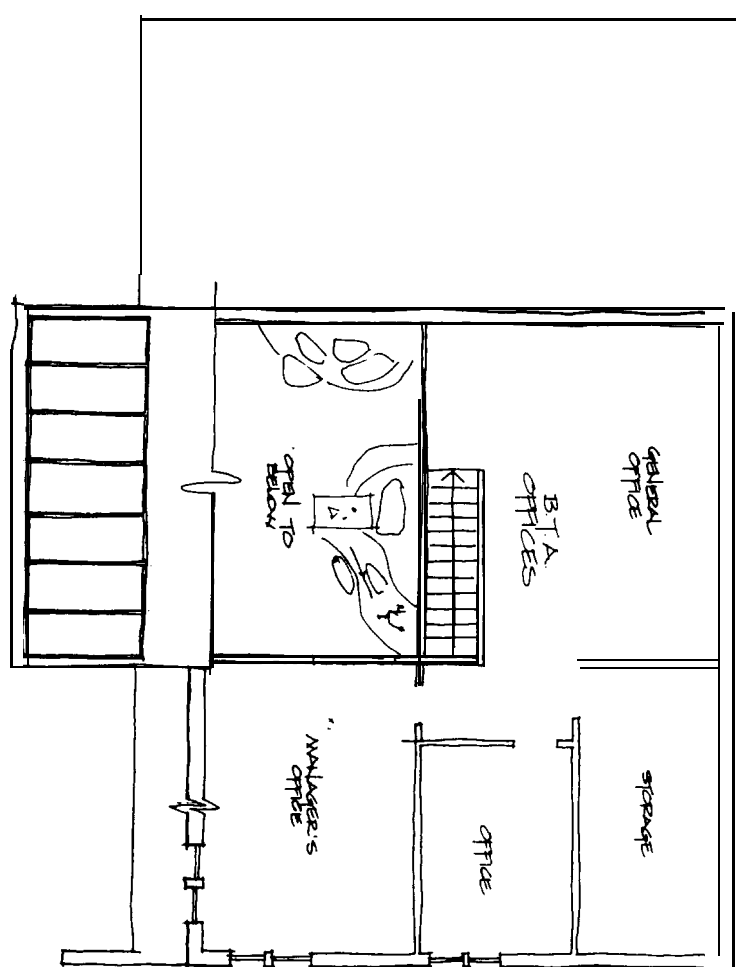 GENERAL
OFFICE
B.T.A.
OFFICES
OPEN TO
BELOW
STORAGE
OFFICE
MANAGER'S
OFFICE